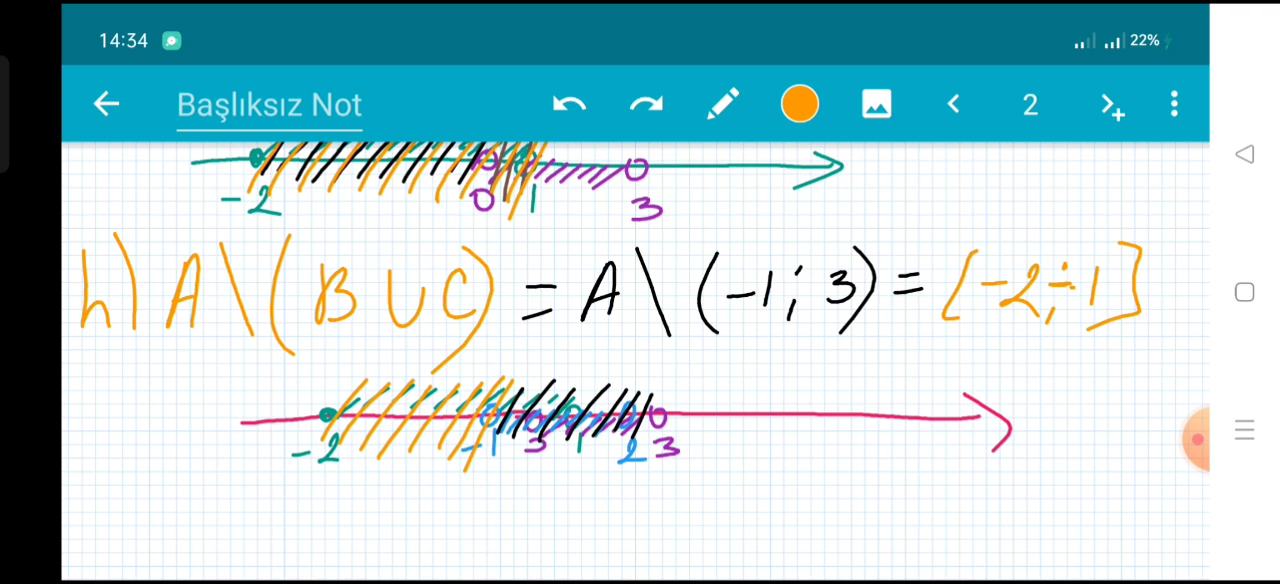 14:34 22%
Başlıksız Not 2
-2 0 1 3
h) A \ (B ∪ C) = A \ (-1; 3) = [-2; -1]
-2 -1 3 1 2 3